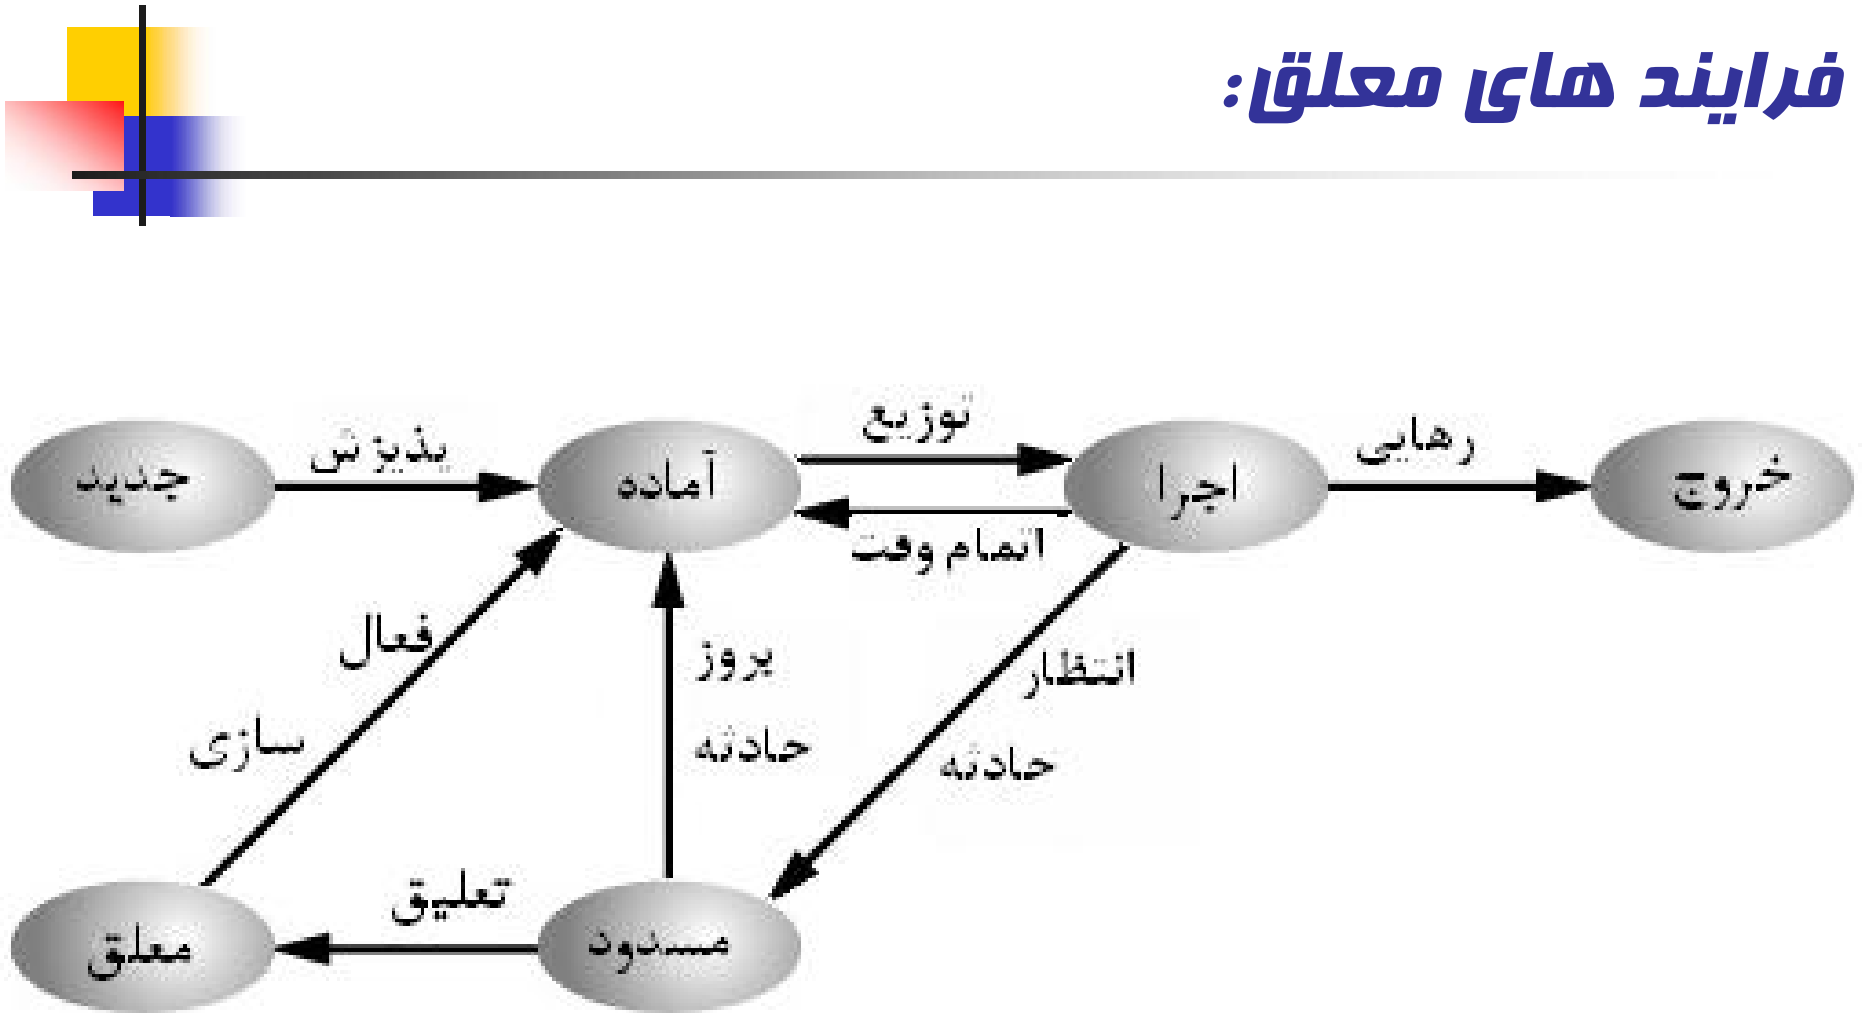 فرایند های معلق:
جدید
پذیرش
آماده
توزیع
اتمام وقت
اجرا
رهایی
خروج
فعال
سازی
بروز
حادثه
انتظار
حادثه
معلق
تعلیق
مسدود